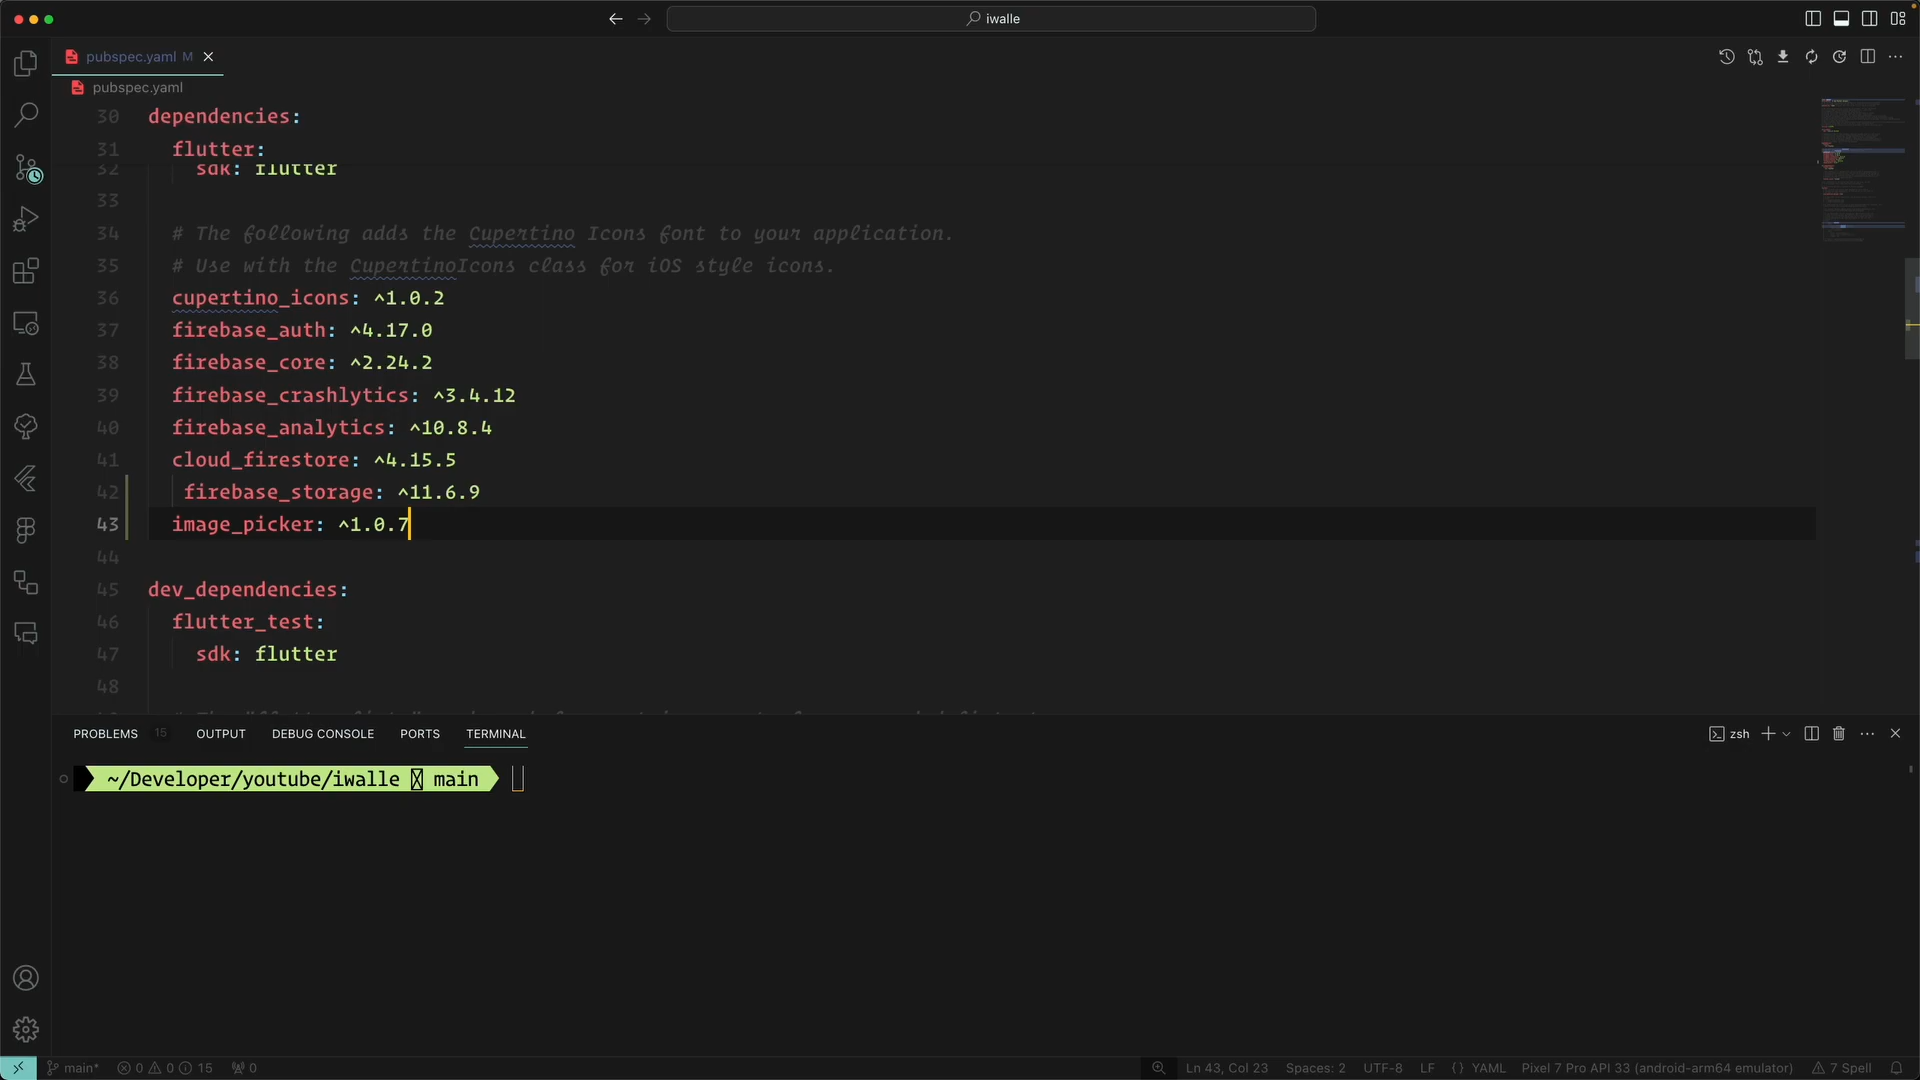 iwalle
pubspec.yaml M
pubspec.yaml
30 dependencies:
31 flutter:
32 sdk: flutter
33
34 # The following adds the Cupertino Icons font to your application.
35 # Use with the CupertinoIcons class for iOS style icons.
36 cupertino_icons: ^1.0.2
37 firebase_auth: ^4.17.0
38 firebase_core: ^2.24.2
39 firebase_crashlytics: ^3.4.12
40 firebase_analytics: ^10.8.4
41 cloud_firestore: ^4.15.5
42 firebase_storage: ^11.6.9
43 image_picker: ^1.0.7
44
45 dev_dependencies:
46 flutter_test:
47 sdk: flutter
48
PROBLEMS 15 OUTPUT DEBUG CONSOLE PORTS TERMINAL zsh
~/Developer/youtube/iwalle main
main* 0 0 15 0 Ln 43, Col 23 Spaces: 2 UTF-8 LF {} YAML Pixel 7 Pro API 33 (android-arm64 emulator) 7 Spell